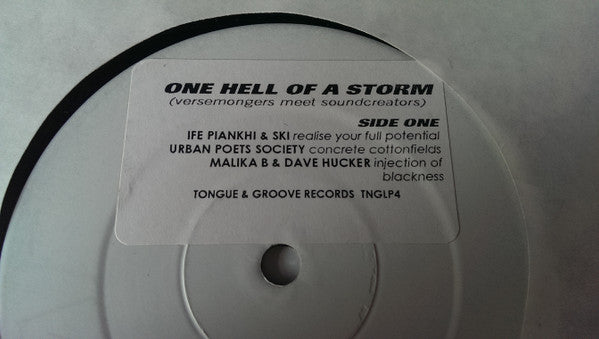 ONE HELL OF A STORM
(versemongers meet soundcreators)
SIDE ONE
IFE PIANKHI & SKI realise your full potential
URBAN POETS SOCIETY concrete cottonfields
MALIKA B & DAVE HUCKER injection of
blackness
TONGUE & GROOVE RECORDS TNGLP4